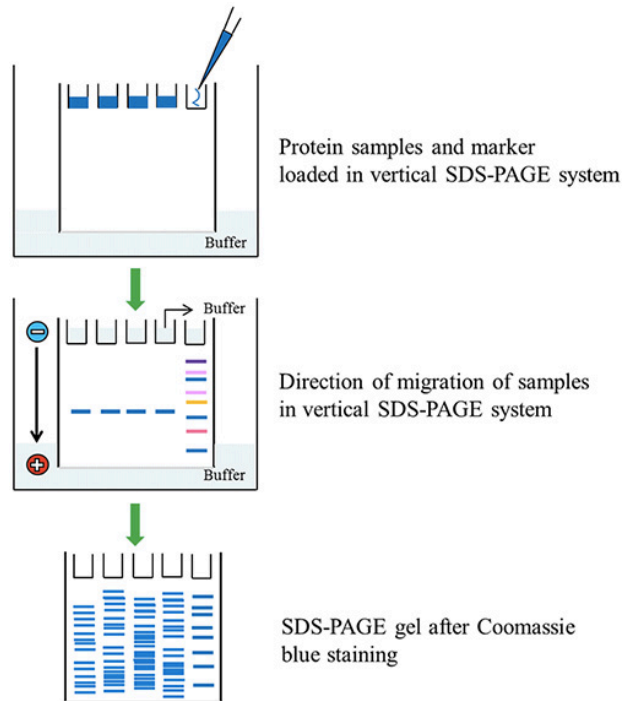 Protein samples and marker
loaded in vertical SDS-PAGE system
Buffer
Buffer
−
Direction of migration of samples
in vertical SDS-PAGE system
+
Buffer
SDS-PAGE gel after Coomassie
blue staining